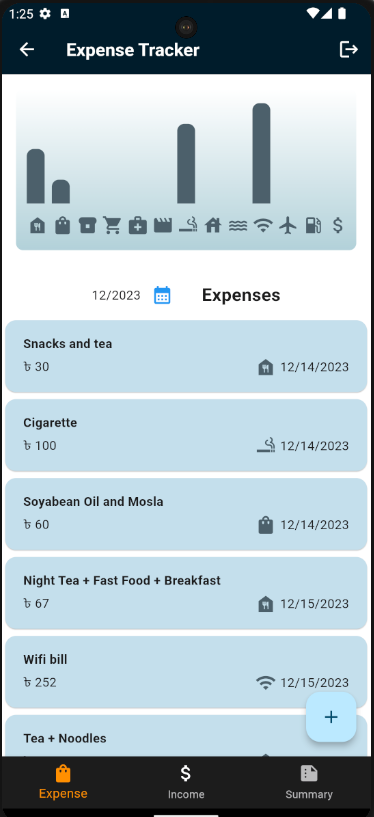 1:25
Expense Tracker
12/2023 Expenses
Snacks and tea
৳ 30 12/14/2023
Cigarette
৳ 100 12/14/2023
Soyabean Oil and Mosla
৳ 60 12/14/2023
Night Tea + Fast Food + Breakfast
৳ 67 12/15/2023
Wifi bill
৳ 252 12/15/2023
Tea + Noodles
Expense Income Summary